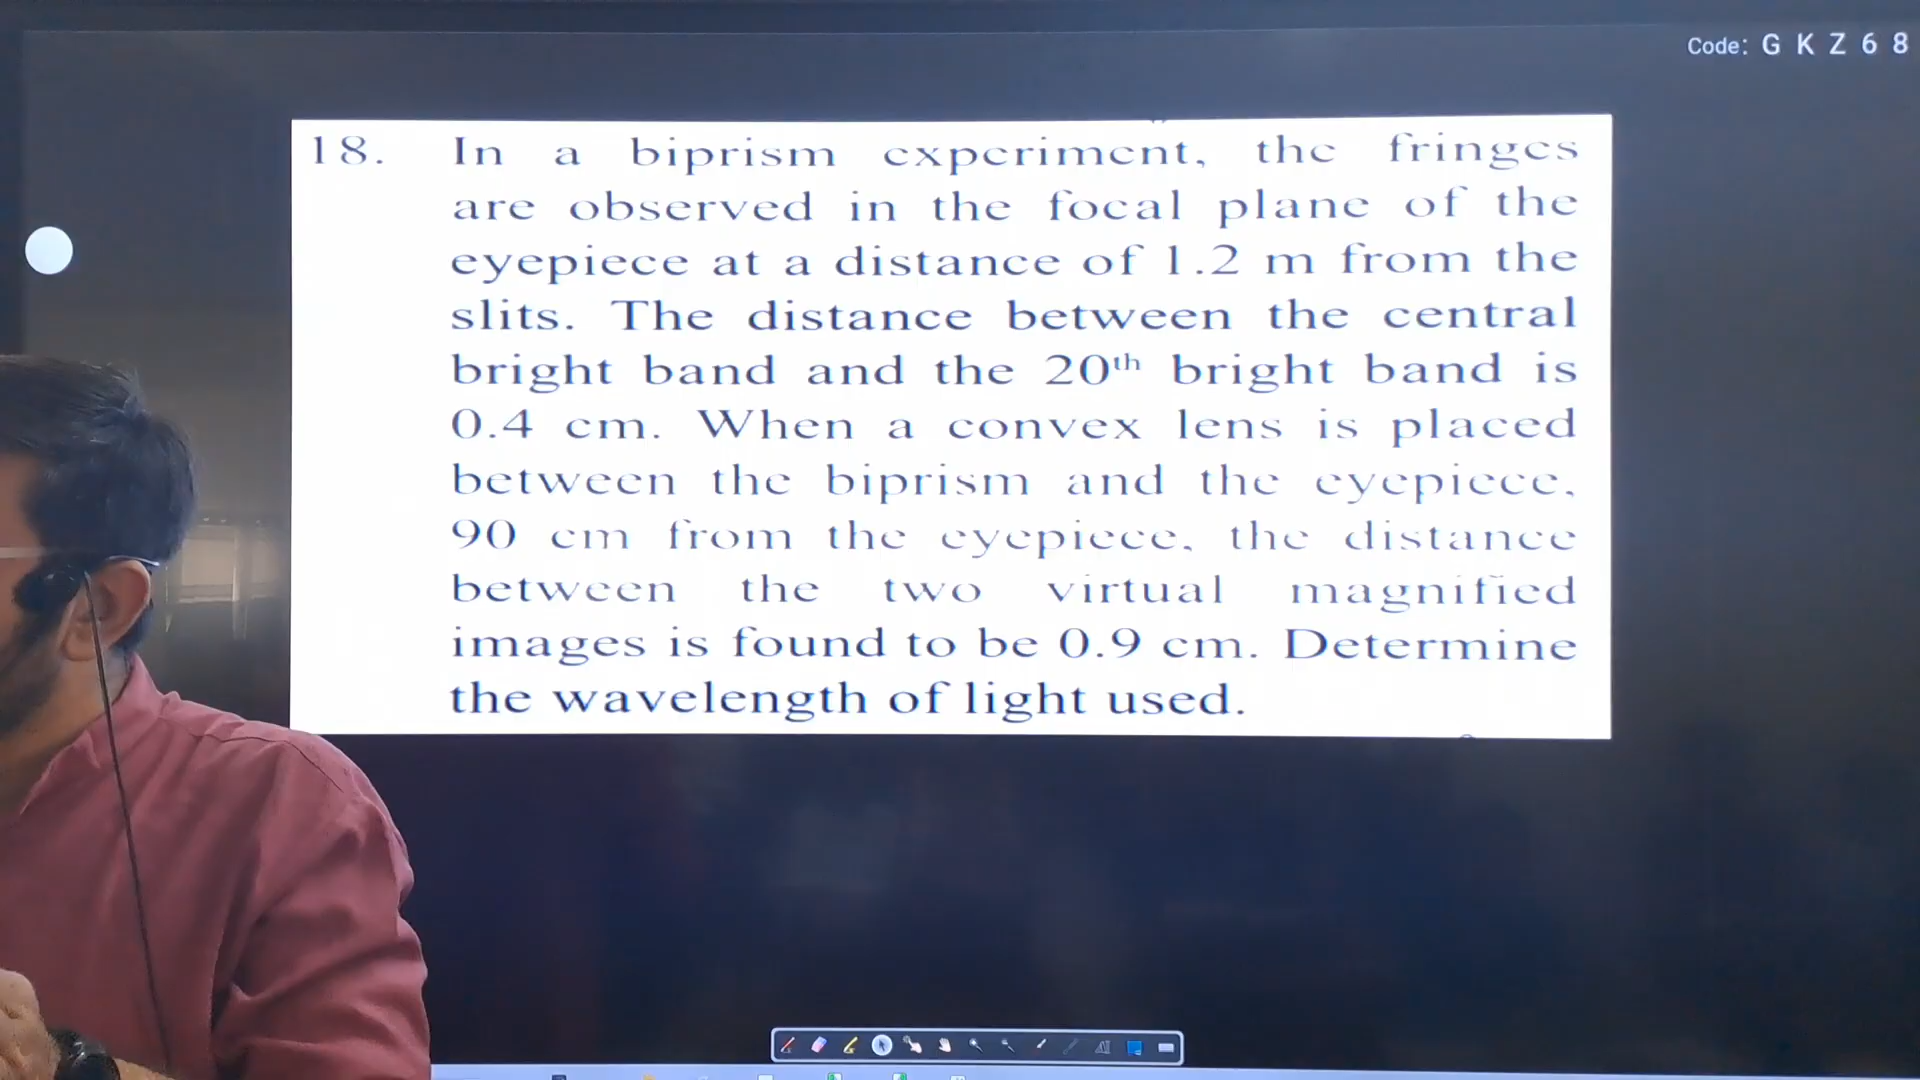 Code: G K Z 6 8
18. In a biprism experiment, the fringes
are observed in the focal plane of the
eyepiece at a distance of 1.2 m from the
slits. The distance between the central
bright band and the 20th bright band is
0.4 cm. When a convex lens is placed
between the biprism and the eyepiece,
90 cm from the eyepiece, the distance
between the two virtual magnified
images is found to be 0.9 cm. Determine
the wavelength of light used.